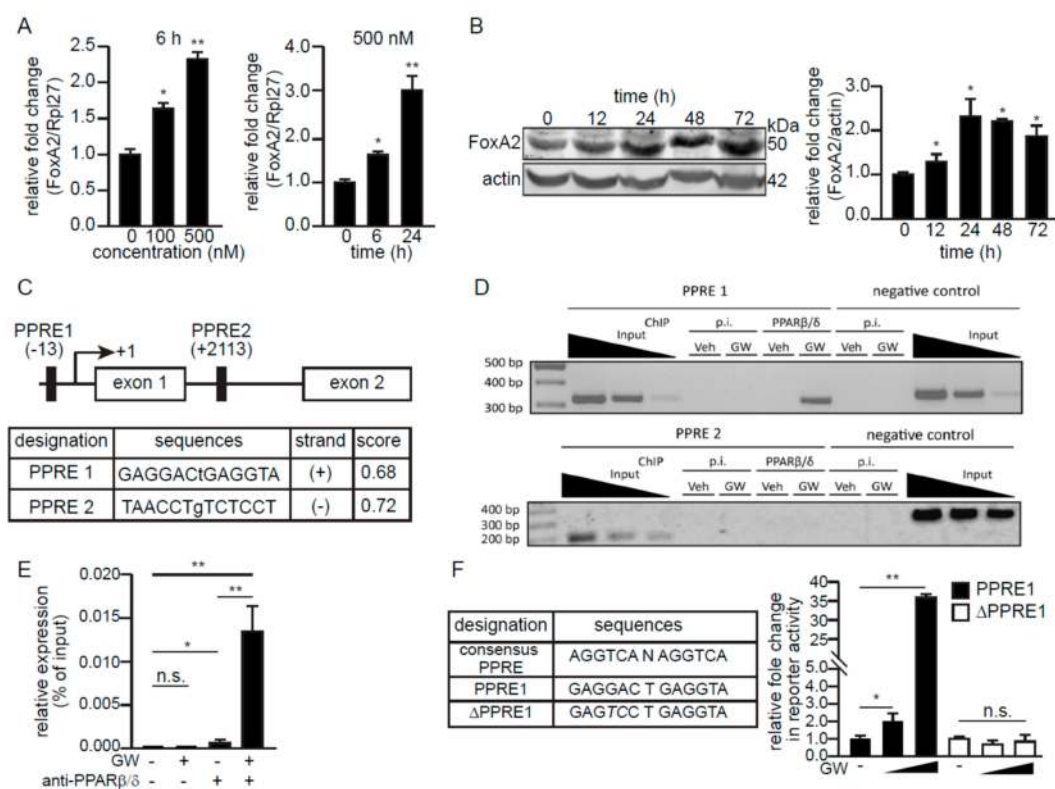 A
6 h
relative fold change
(FoxA2/Rpl27)
2.5
**
2.0
*
1.5
1.0
0.5
0.0
0 100 500
concentration (nM)
500 nM
relative fold change
(FoxA2/Rpl27)
4.0
**
3.0
2.0
*
1.0
0.0
0 6 24
time (h)
B
time (h)
0 12 24 48 72 kDa
FoxA2 50
actin 42
relative fold change
(FoxA2/actin)
3.0
2.0
1.0
0.0
* * * *
0 12 24 48 72
time (h)
C
PPRE1
(-13)
+1
exon 1
PPRE2
(+2113)
exon 2
designation sequences strand score
PPRE 1 GAGGACtGAGGTA (+) 0.68
PPRE 2 TAACCTgTCTCCT (-) 0.72
D
PPRE 1 negative control
ChIP p.i. PPARβ/δ p.i.
Input Veh GW Veh GW Veh GW Input
500 bp
400 bp
300 bp
PPRE 2 negative control
ChIP p.i. PPARβ/δ p.i.
Input Veh GW Veh GW Veh GW Input
400 bp
300 bp
200 bp
E
relative expression
(% of input)
0.020
0.015
0.010
0.005
0.000
**
**
*
n.s.
GW - + - +
anti-PPARβ/δ - - + +
F
designation sequences
consensus
PPRE AGGTCA N AGGTCA
PPRE1 GAGGAC T GAGGTA
ΔPPRE1 GAGTCC T GAGGTA
relative fole change
in reporter activity
40
35
30
25
5.0
4.0
3.0
2.0
1.0
0.0
**
*
n.s.
PPRE1
ΔPPRE1
GW - -